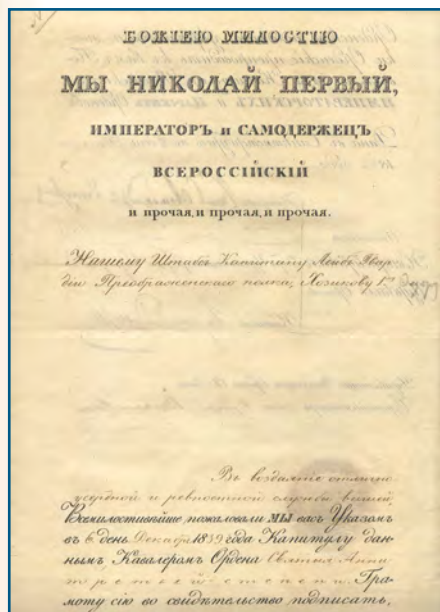 БОЖІЕЮ МИЛОСТІЮ
МЫ НИКОЛАЙ ПЕРВЫЙ,
ИМПЕРАТОРЪ и САМОДЕРЖЕЦЪ
ВСЕРОССІЙСКІЙ
и прочая, и прочая, и прочая.
Нашему Штабсъ Капитану Лейбъ Гвар
діи Преображенскаго полка, Хозикову 1му
Въ воздаяніе отлично
усердной и ревностной службы вашей,
Всемилостивѣйше пожаловали МЫ васъ Указомъ
въ 6 день Декабря 1839 года Капитулу дан‑
нымъ, Кавалеромъ Ордена Святыя Анны
третьей степени. Гра‑
моту сію во свидѣтельство подписать,